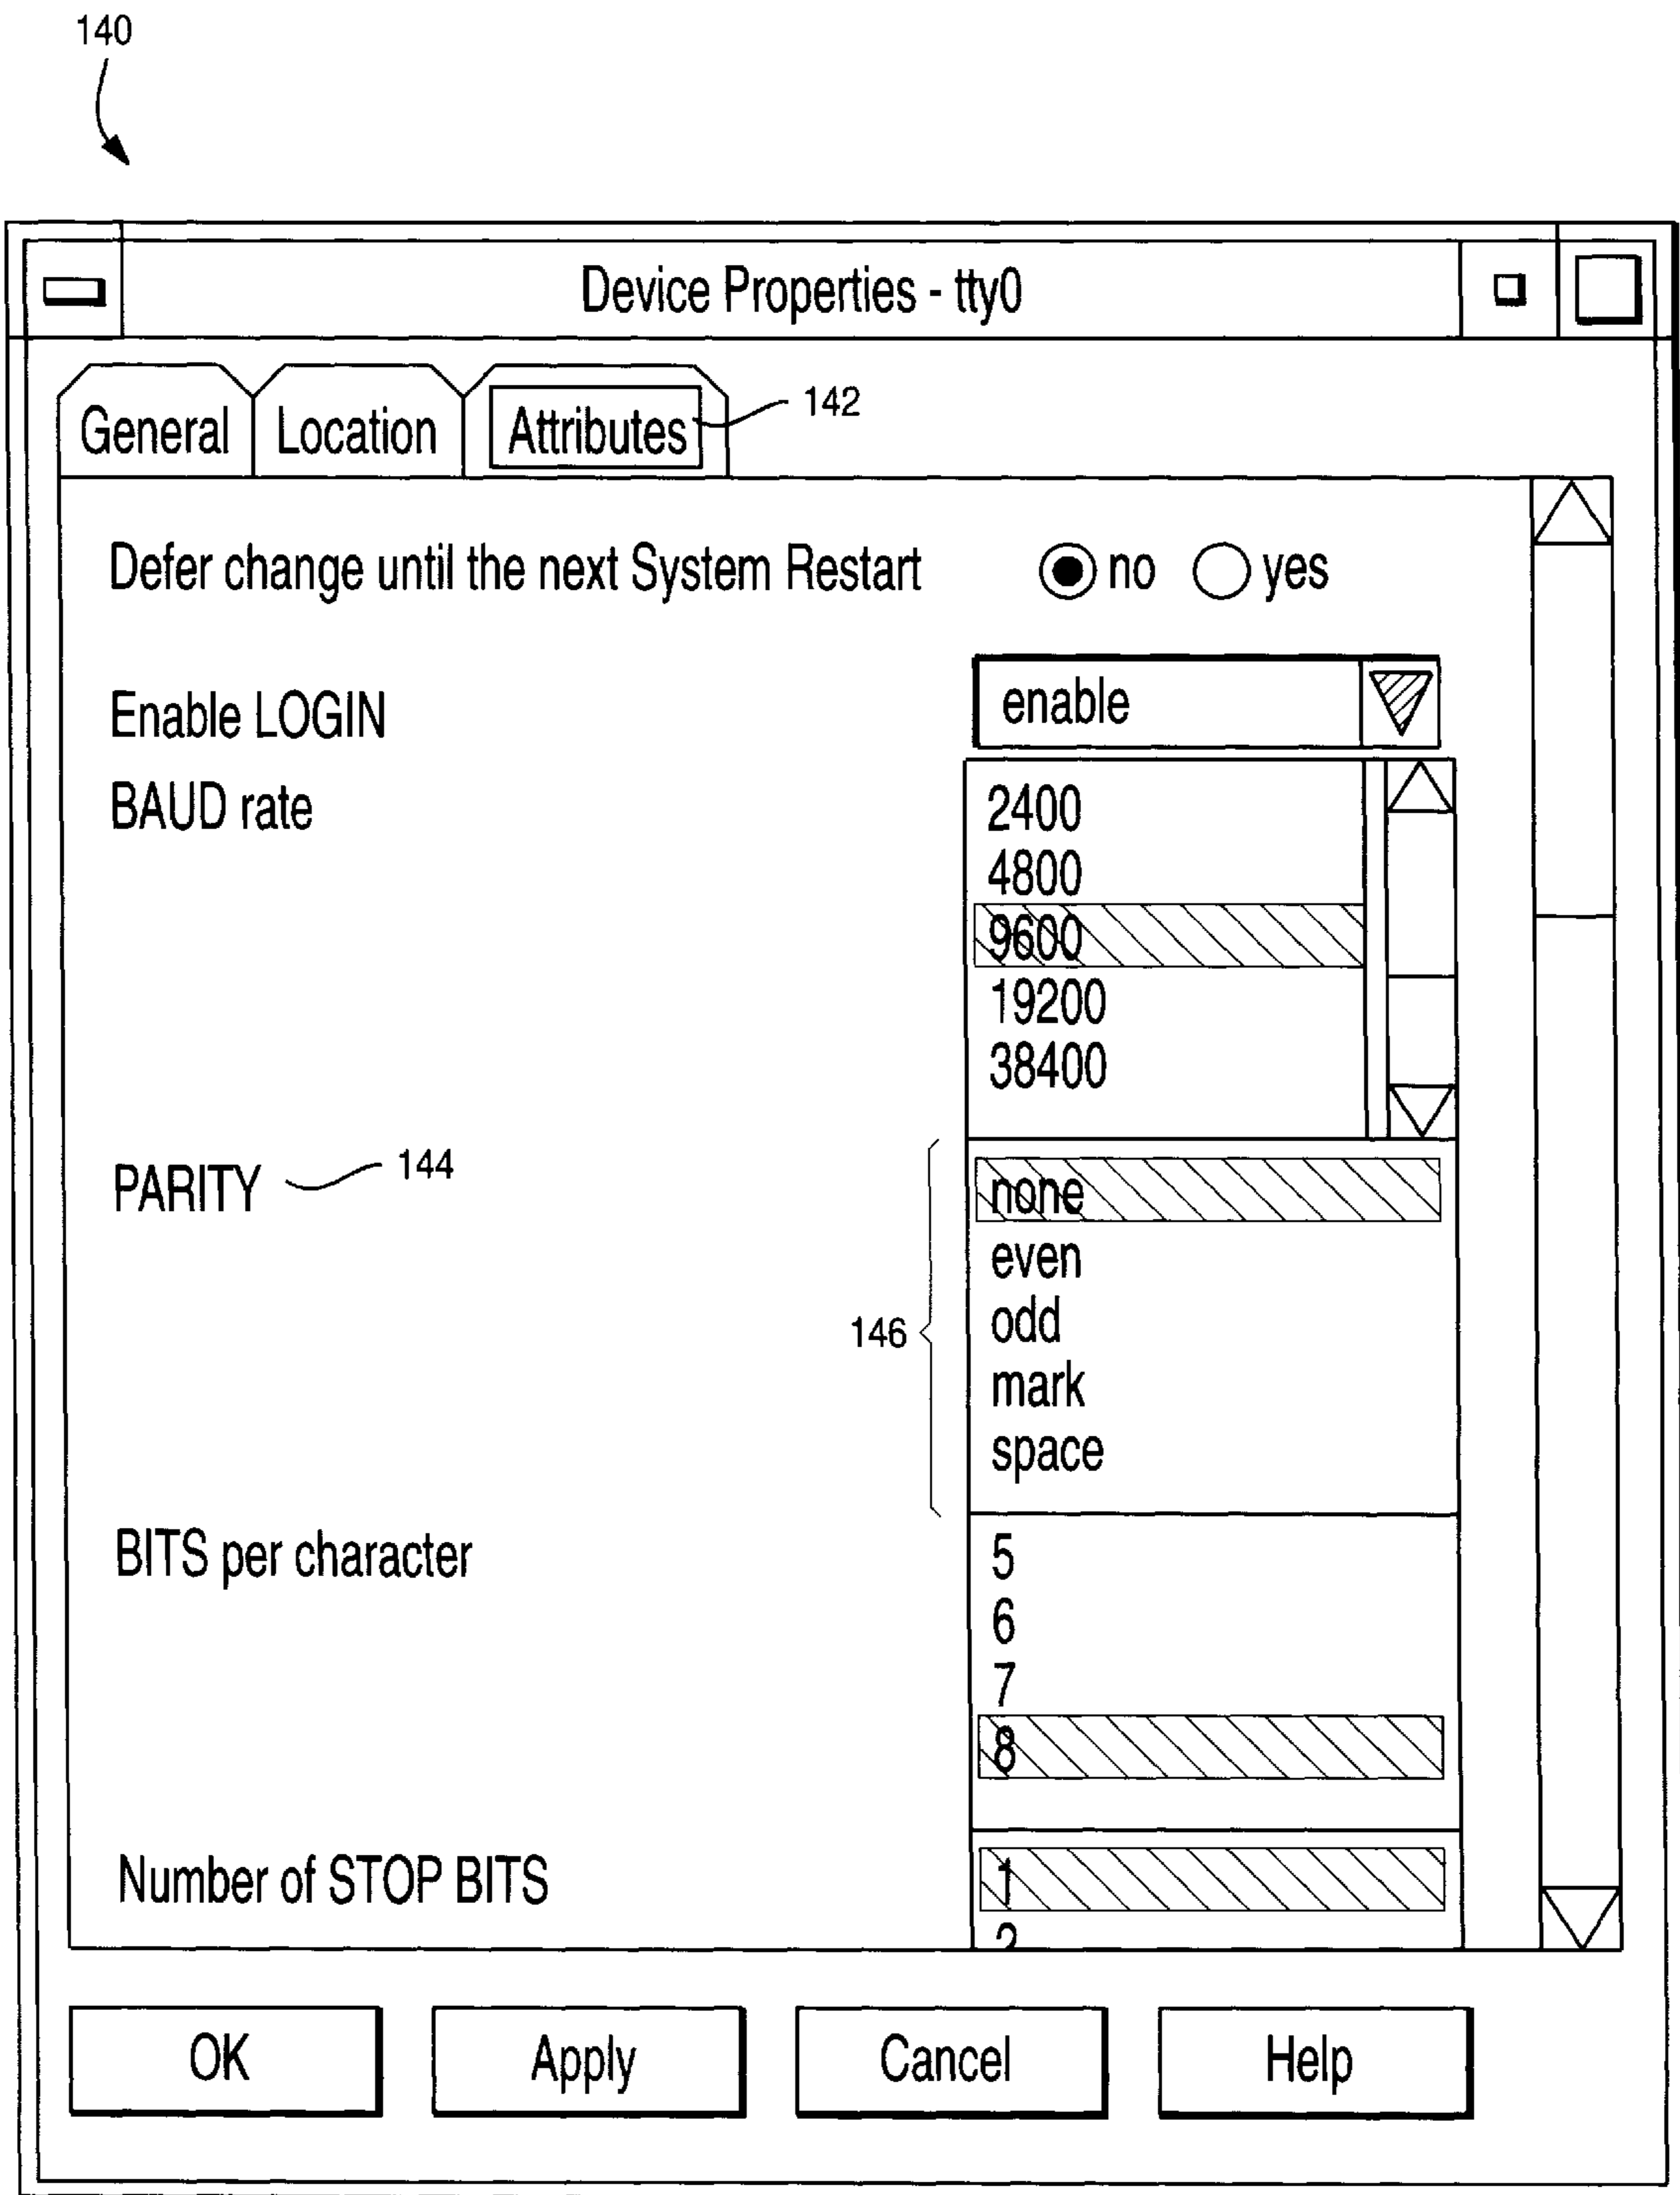 140
Device Properties - tty0
General Location Attributes 142
Defer change until the next System Restart no yes
Enable LOGIN enable
BAUD rate 2400
4800
9600
19200
38400
PARITY 144 none
even
odd
146
mark
space
BITS per character 5
6
7
8
Number of STOP BITS 1
2
OK Apply Cancel Help